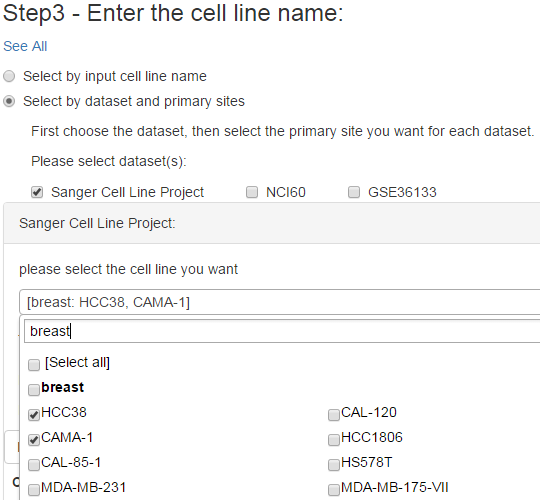 Step3 - Enter the cell line name:
See All
Select by input cell line name
Select by dataset and primary sites
First choose the dataset, then select the primary site you want for each dataset.
Please select dataset(s):
Sanger Cell Line Project NCI60 GSE36133
Sanger Cell Line Project:
please select the cell line you want
[breast: HCC38, CAMA-1]
breast
[Select all]
breast
HCC38 CAL-120
CAMA-1 HCC1806
CAL-85-1 HS578T
MDA-MB-231 MDA-MB-175-VII